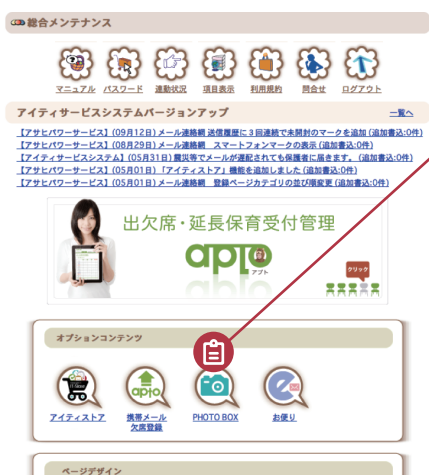 総合メンテナンス
マニュアル パスワード 連動状況 項目表示 利用規約 問合せ ログアウト
アイティサービスシステムバージョンアップ 一覧へ
【アサヒパワーサービス】(09月12日)メール連絡網 送信履歴に3回連続で未開封のマークを追加(追加書込:0件)
【アサヒパワーサービス】(08月29日)メール連絡網 スマートフォンマークの表示(追加書込:0件)
【アイティサービスシステム】(05月31日)震災等でメールが遅配されても保護者に届きます。(追加書込:0件)
【アサヒパワーサービス】(05月01日)「アイティストア」機能を追加しました(追加書込:0件)
【アサヒパワーサービス】(05月01日)メール連絡網 登録ページカテゴリの並び順変更(追加書込:0件)
出欠席・延長保育受付管理
apto
アプト
クリック
オプションコンテンツ
apto
アイティストア 携帯メール PHOTO BOX お便り
欠席登録
ページデザイン